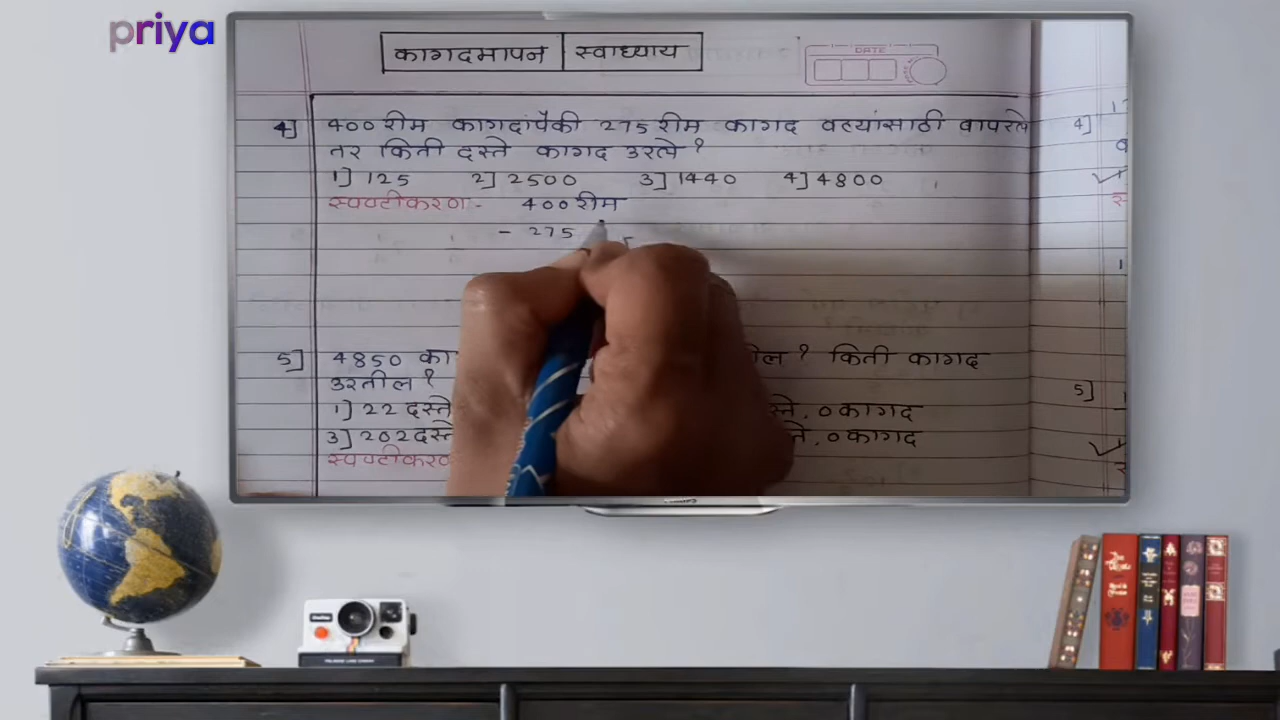 priya
कागदमापन स्वाध्याय
DATE
4] 400 रीम कागदांपैकी 275 रीम कागद वह्यांसाठी वापरले
तर किती दस्ते कागद उरले ?
1] 125 2] 2500 3] 1440 4] 4800
स्पष्टीकरण - 400 रीम
- 275
5] 4850 का ? किती कागद
उरतील ?
1] 22 दस्ते , 0 कागद
3] 202 दस्ते , 0 कागद
4]
5]